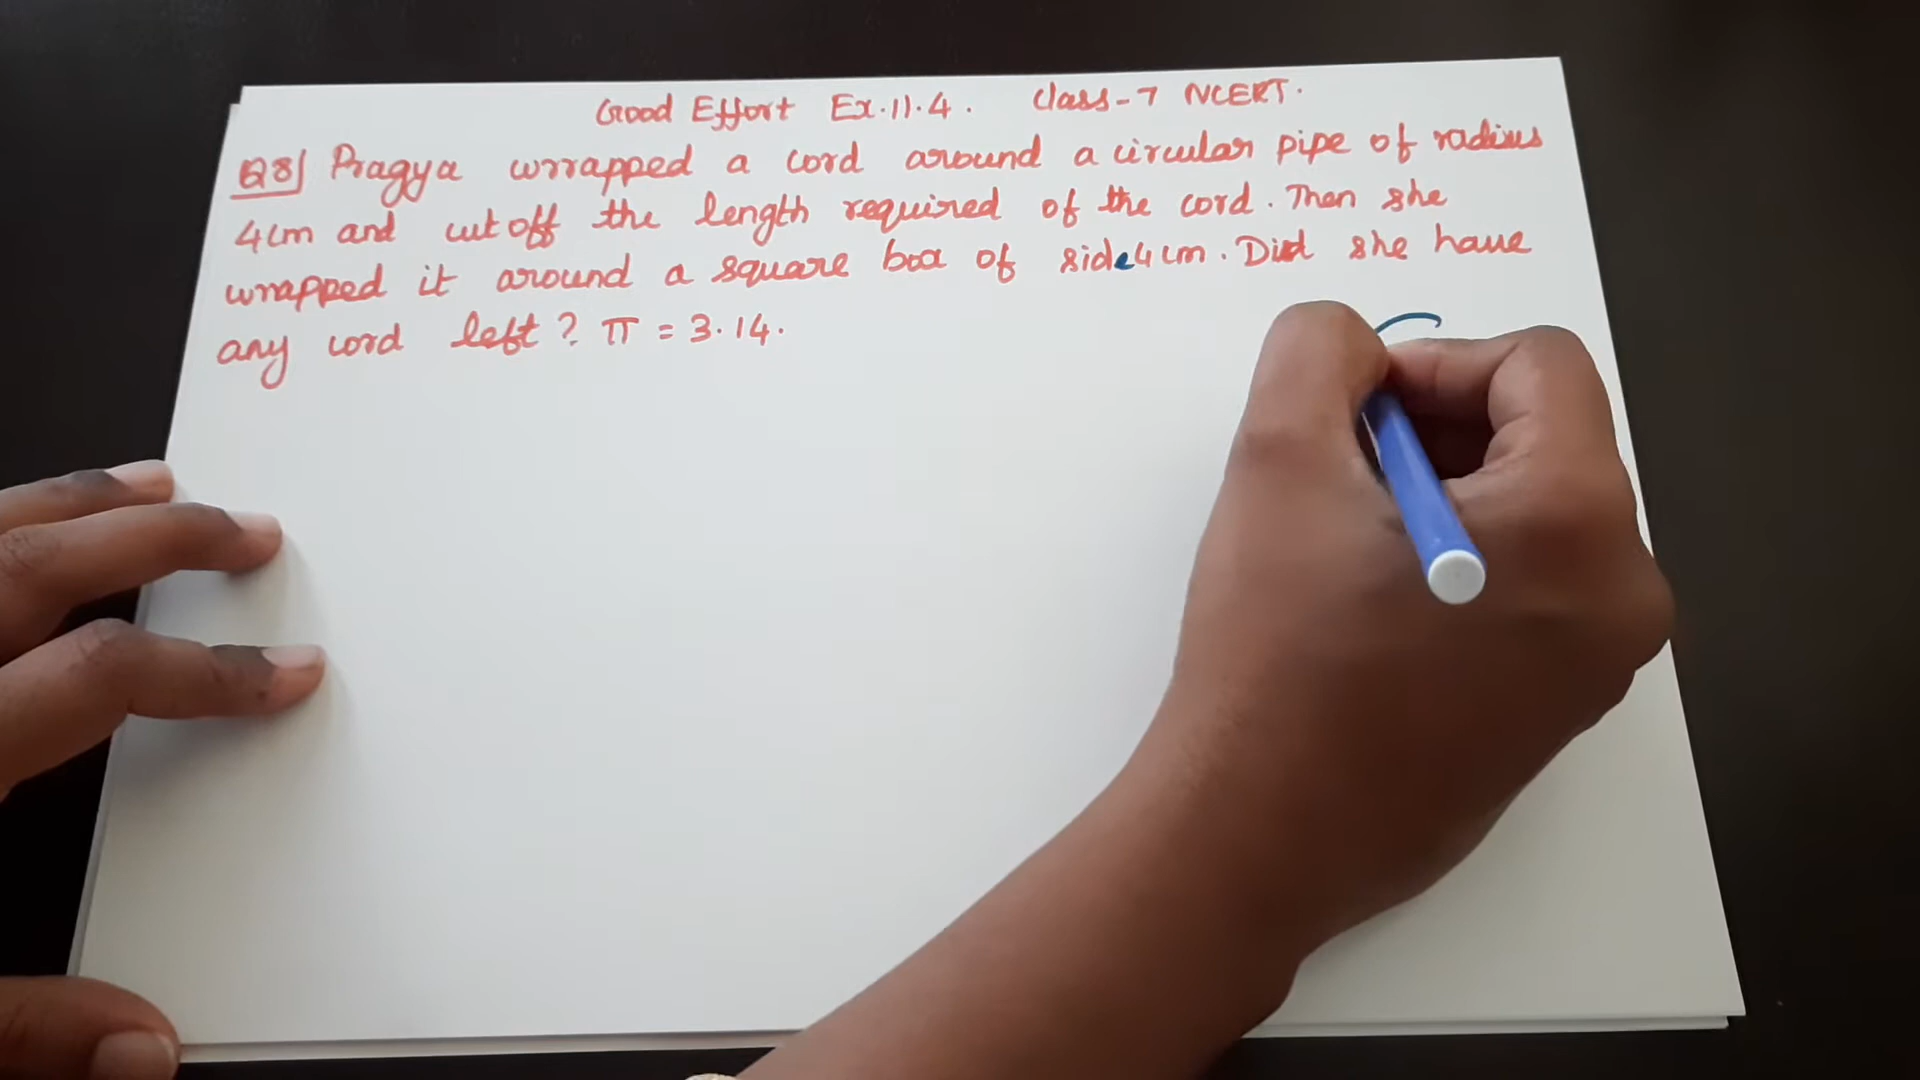 Good Effort Ex.11.4. Class-7 NCERT.
Q8) Pragya wrapped a cord around a circular pipe of radius
4cm and cut off the length required of the cord. Then she
wrapped it around a square box of side 4cm. Did she have
any cord left? π = 3.14.